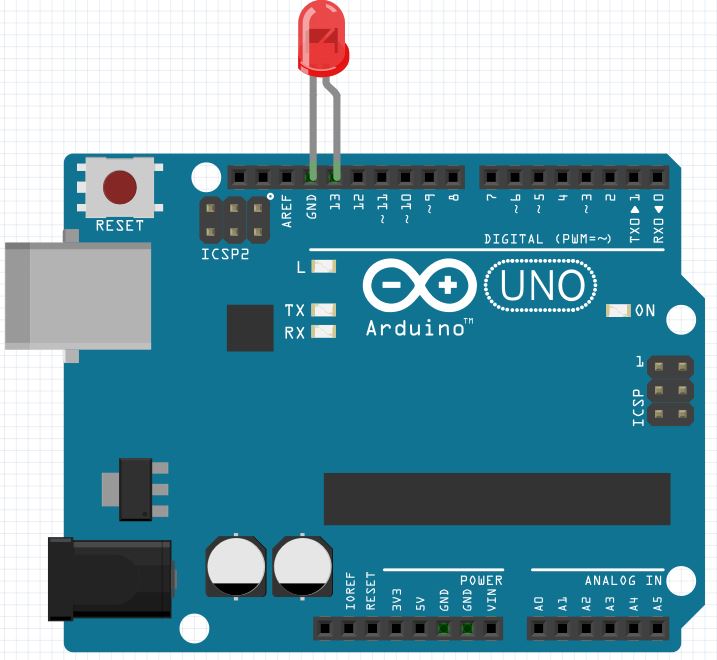 RESET
ICSP2
AREF
GND
13
12
~11
~10
~9
8
7
~6
~5
4
~3
2
TX0▶1
RX0◀0
DIGITAL (PWM=~)
L
TX
RX
UNO
Arduino™
ON
1
ICSP
POWER
ANALOG IN
IOREF
RESET
3V3
5V
GND
GND
VIN
A0
A1
A2
A3
A4
A5